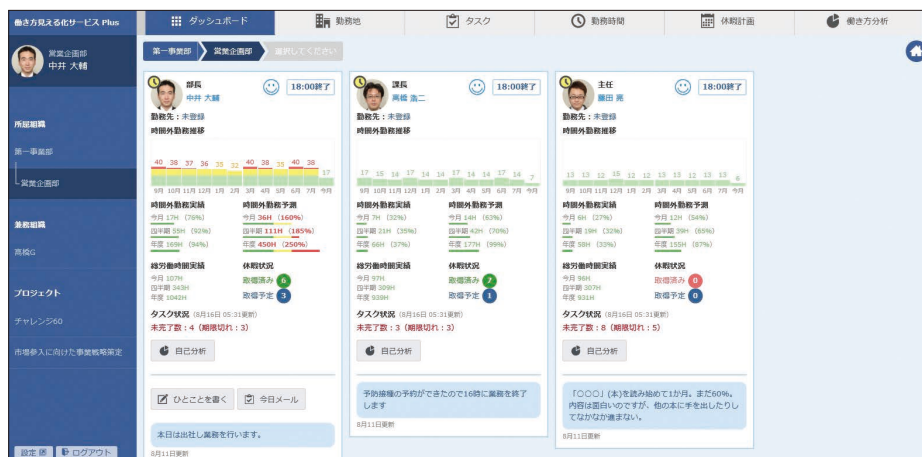 働き方見える化サービス Plus
ダッシュボード
勤務地
タスク
勤務時間
休暇計画
働き方分析
営業企画部
中井 大輔
所属組織
第一事業部
営業企画部
兼務組織
高橋G
プロジェクト
チャレンジ60
市場参入に向けた事業戦略策定
設定
ログアウト
第一事業部
営業企画部
選択してください
部長
中井 大輔
18:00終了
勤務先：未登録
時間外勤務推移
40 38 37 36 35 32 40 38 35 40 38 17
9月 10月 11月 12月 1月 2月 3月 4月 5月 6月 7月 今月
時間外勤務実績
今月 17H (76%)
四半期 55H (92%)
年度 169H (94%)
時間外勤務予測
今月 36H (160%)
四半期 111H (185%)
年度 450H (250%)
総労働時間実績
今月 107H
四半期 343H
年度 1042H
休暇状況
取得済み 6
取得予定 3
タスク状況 (8月16日 05:31更新)
未完了数：4 (期限切れ：3)
自己分析
ひとことを書く
今日メール
本日は出社し業務を行います。
8月11日更新
課長
高橋 浩二
18:00終了
勤務先：未登録
時間外勤務推移
17 15 14 17 14 14 17 14 14 17 14 7
9月 10月 11月 12月 1月 2月 3月 4月 5月 6月 7月 今月
時間外勤務実績
今月 7H (32%)
四半期 21H (35%)
年度 66H (37%)
時間外勤務予測
今月 14H (63%)
四半期 42H (70%)
年度 177H (99%)
総労働時間実績
今月 97H
四半期 309H
年度 939H
休暇状況
取得済み 7
取得予定 1
タスク状況 (8月16日 05:31更新)
未完了数：3 (期限切れ：3)
自己分析
予防接種の予約ができたので16時に業務を終了
します
8月11日更新
主任
藤田 亮
18:00終了
勤務先：未登録
時間外勤務推移
13 13 12 15 12 12 13 12 12 13 13 6
9月 10月 11月 12月 1月 2月 3月 4月 5月 6月 7月 今月
時間外勤務実績
今月 6H (27%)
四半期 19H (32%)
年度 58H (33%)
時間外勤務予測
今月 12H (54%)
四半期 39H (65%)
年度 155H (87%)
総労働時間実績
今月 96H
四半期 307H
年度 931H
休暇状況
取得済み 0
取得予定 0
タスク状況 (8月16日 05:31更新)
未完了数：8 (期限切れ：5)
自己分析
「〇〇〇」(本)を読み始めて1か月。まだ60%。
内容は面白いのですが、他の本に手を出したりし
てなかなか進まない。
8月11日更新